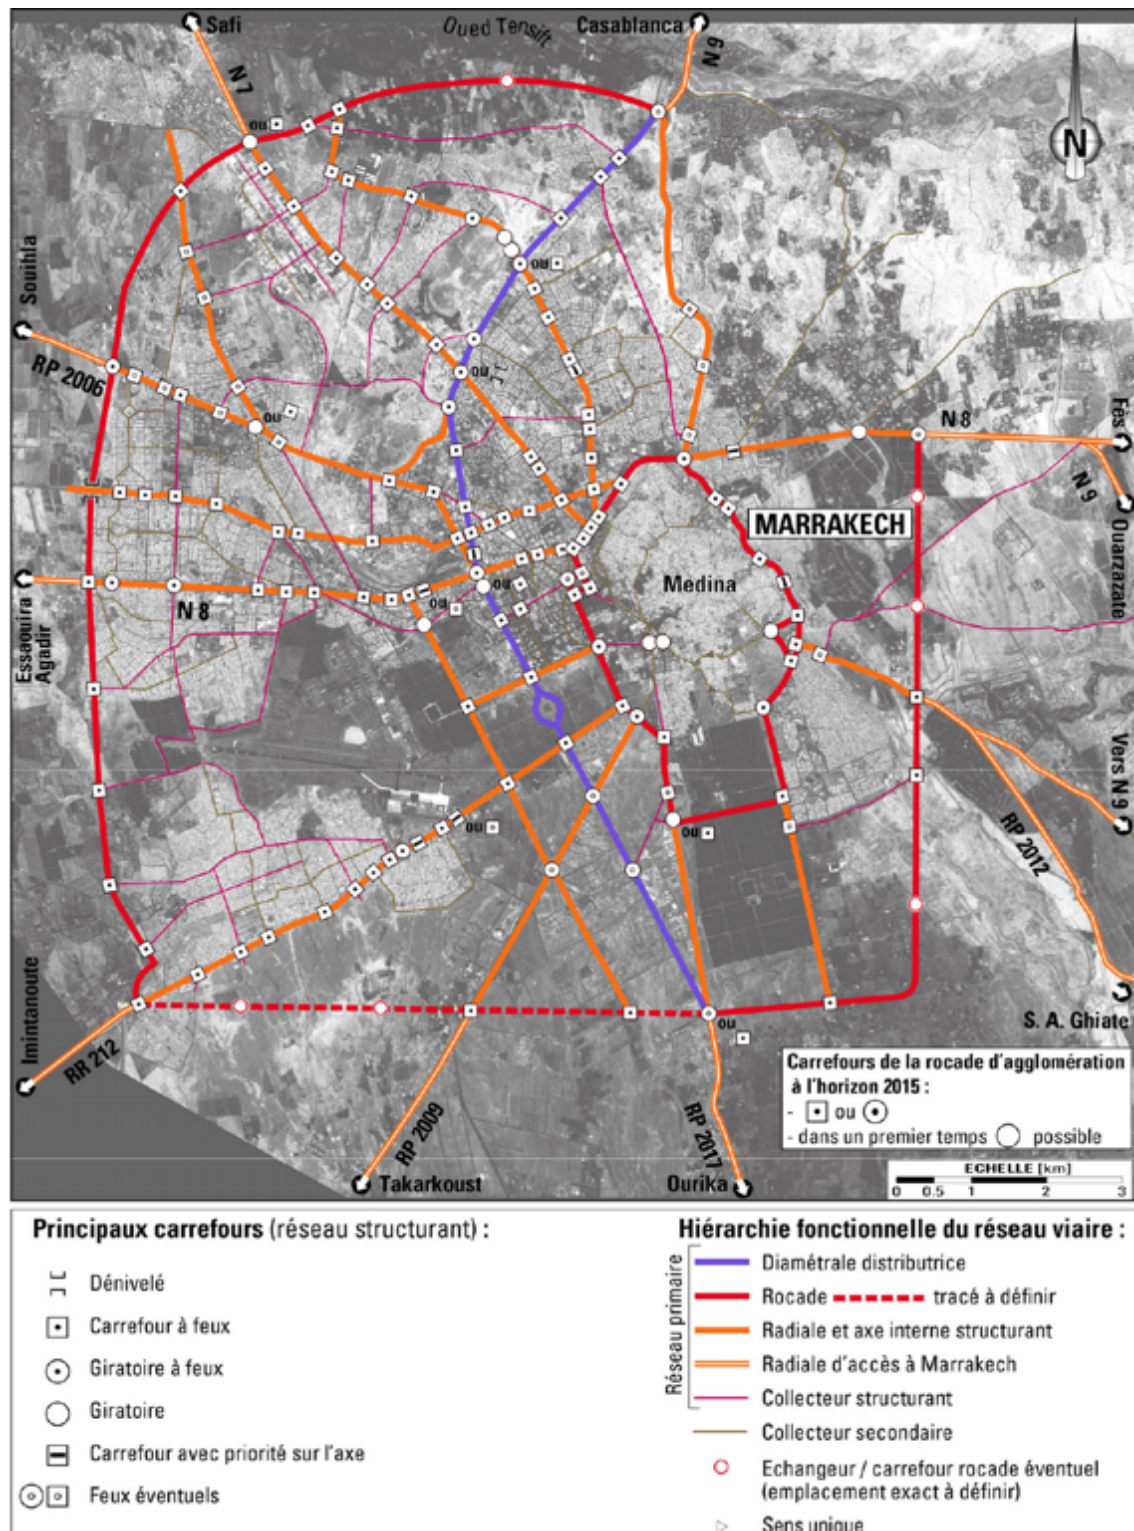 Safi
Oued Tensift
Casablanca
N 9
N 7
N
ou
Souihla
ou
RP 2006
ou
ou
Fès
N 8
N 9
Ouarzazate
MARRAKECH
Medina
Essaouira
Agadir
N 8
ou
ou
Vers N 9
ou
ou
RP 2012
Imintanoute
RR 212
ou
S. A. Ghiate
RP 2009
RP 2017
Takarkoust
Ourika
Carrefours de la rocade d'agglomération
à l'horizon 2015 :
- ou
- dans un premier temps possible
ECHELLE [km]
0 0.5 1 2 3
Principaux carrefours (réseau structurant) :
Dénivelé
Carrefour à feux
Giratoire à feux
Giratoire
Carrefour avec priorité sur l'axe
Feux éventuels
Hiérarchie fonctionnelle du réseau viaire :
Réseau primaire
Diamétrale distributrice
Rocade tracé à définir
Radiale et axe interne structurant
Radiale d'accès à Marrakech
Collecteur structurant
Collecteur secondaire
Echangeur / carrefour rocade éventuel
(emplacement exact à définir)
Sens unique